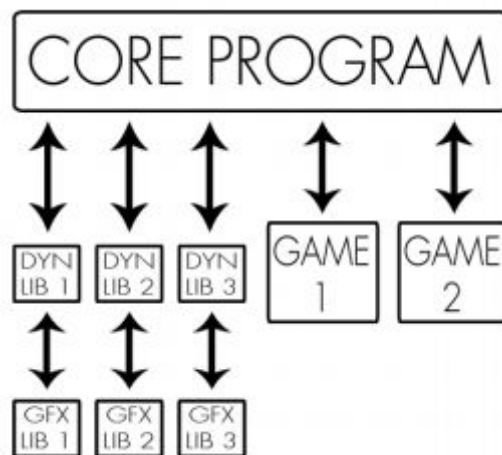 CORE PROGRAM
DYN
LIB 1
DYN
LIB 2
DYN
LIB 3
GAME
1
GAME
2
GFX
LIB 1
GFX
LIB 2
GFX
LIB 3